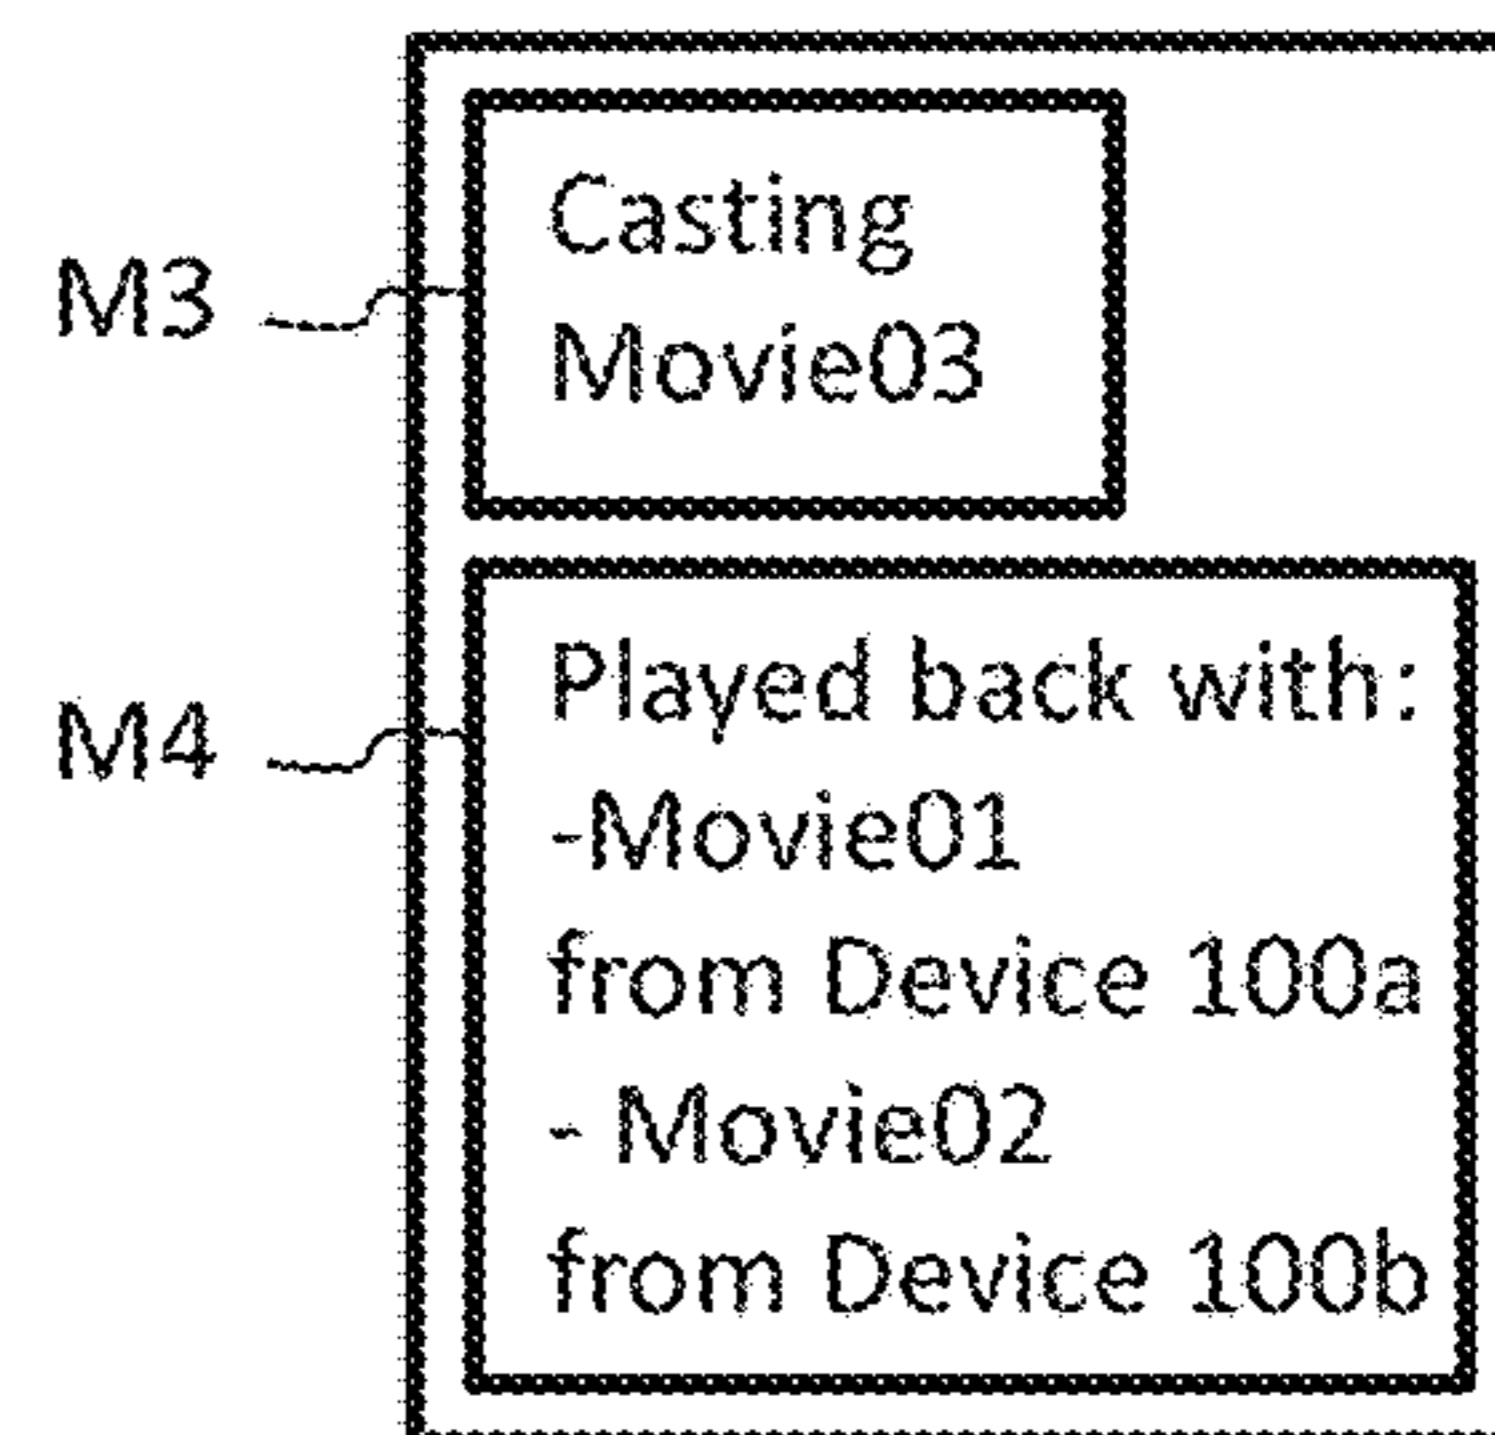 M3
Casting
Movie03
M4
Played back with:
-Movie01
from Device 100a
- Movie02
from Device 100b